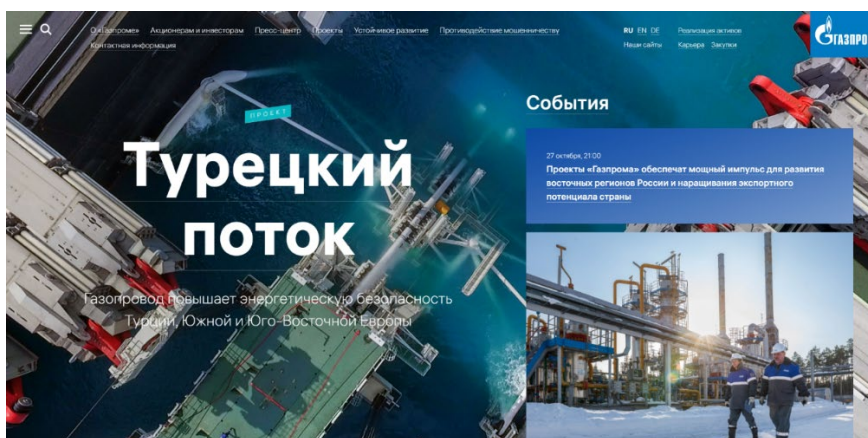 О «Газпроме» Акционерам и инвесторам Пресс-центр Проекты Устойчивое развитие Противодействие мошенничеству
Контактная информация
RU EN DE
Наши сайты
Реализация активов
Карьера Закупки
ГАЗПРО
ПРОЕКТ
Турецкий
поток
Газопровод повышает энергетическую безопасность
Турции, Южной и Юго-Восточной Европы
События
27 октября, 21:00
Проекты «Газпрома» обеспечат мощный импульс для развития
восточных регионов России и наращивания экспортного
потенциала страны